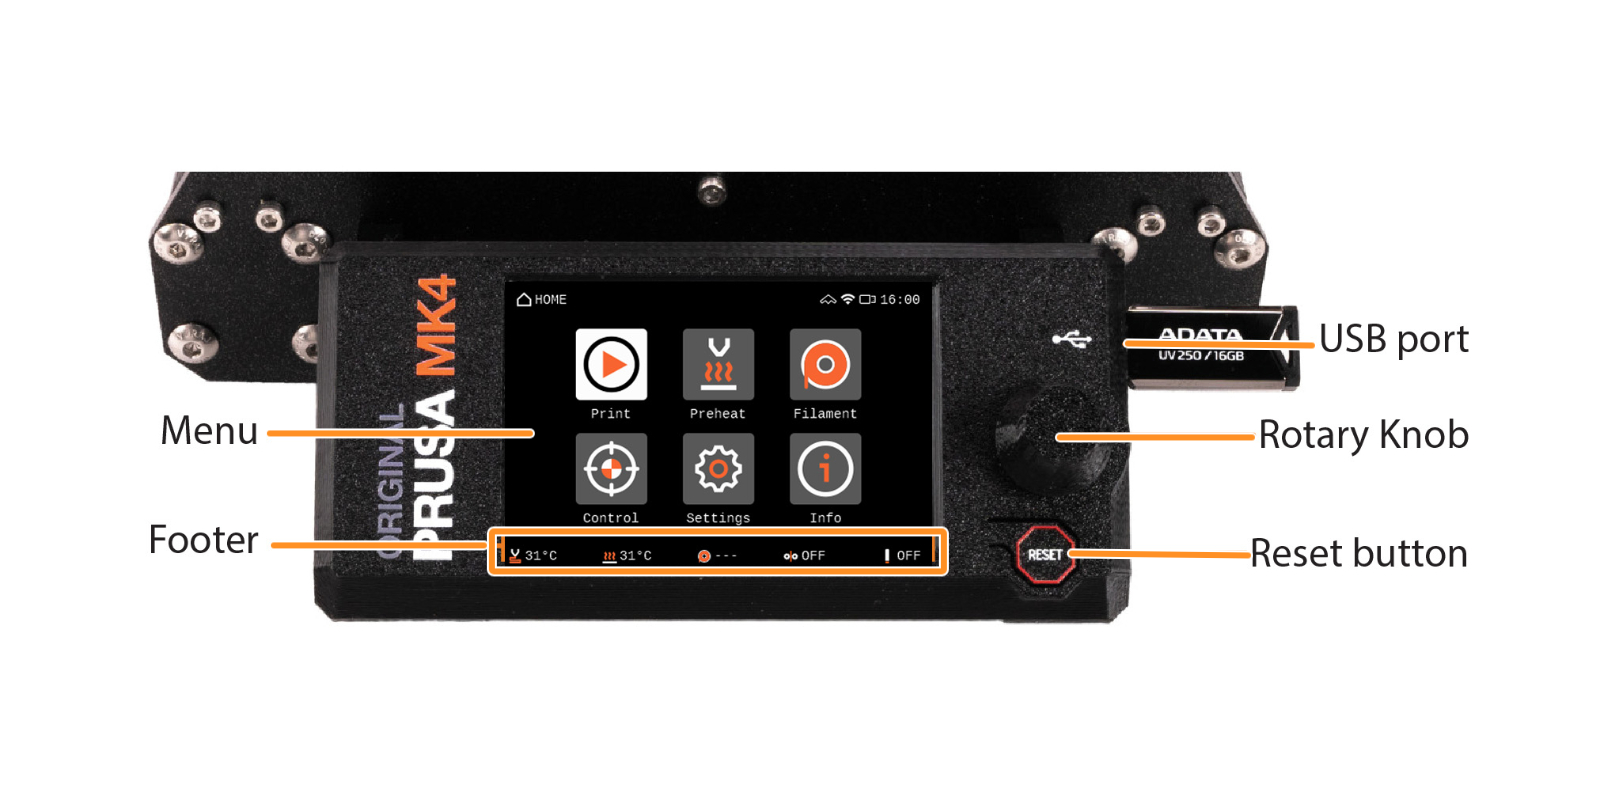 HOME
16:00
ORIGINAL
PRUSA MK4
ADATA
UV250 /16GB
USB port
Print
Preheat
Filament
Menu
Rotary Knob
Control
Settings
Info
Footer
31°C
31°C
---
OFF
OFF
RESET
Reset button